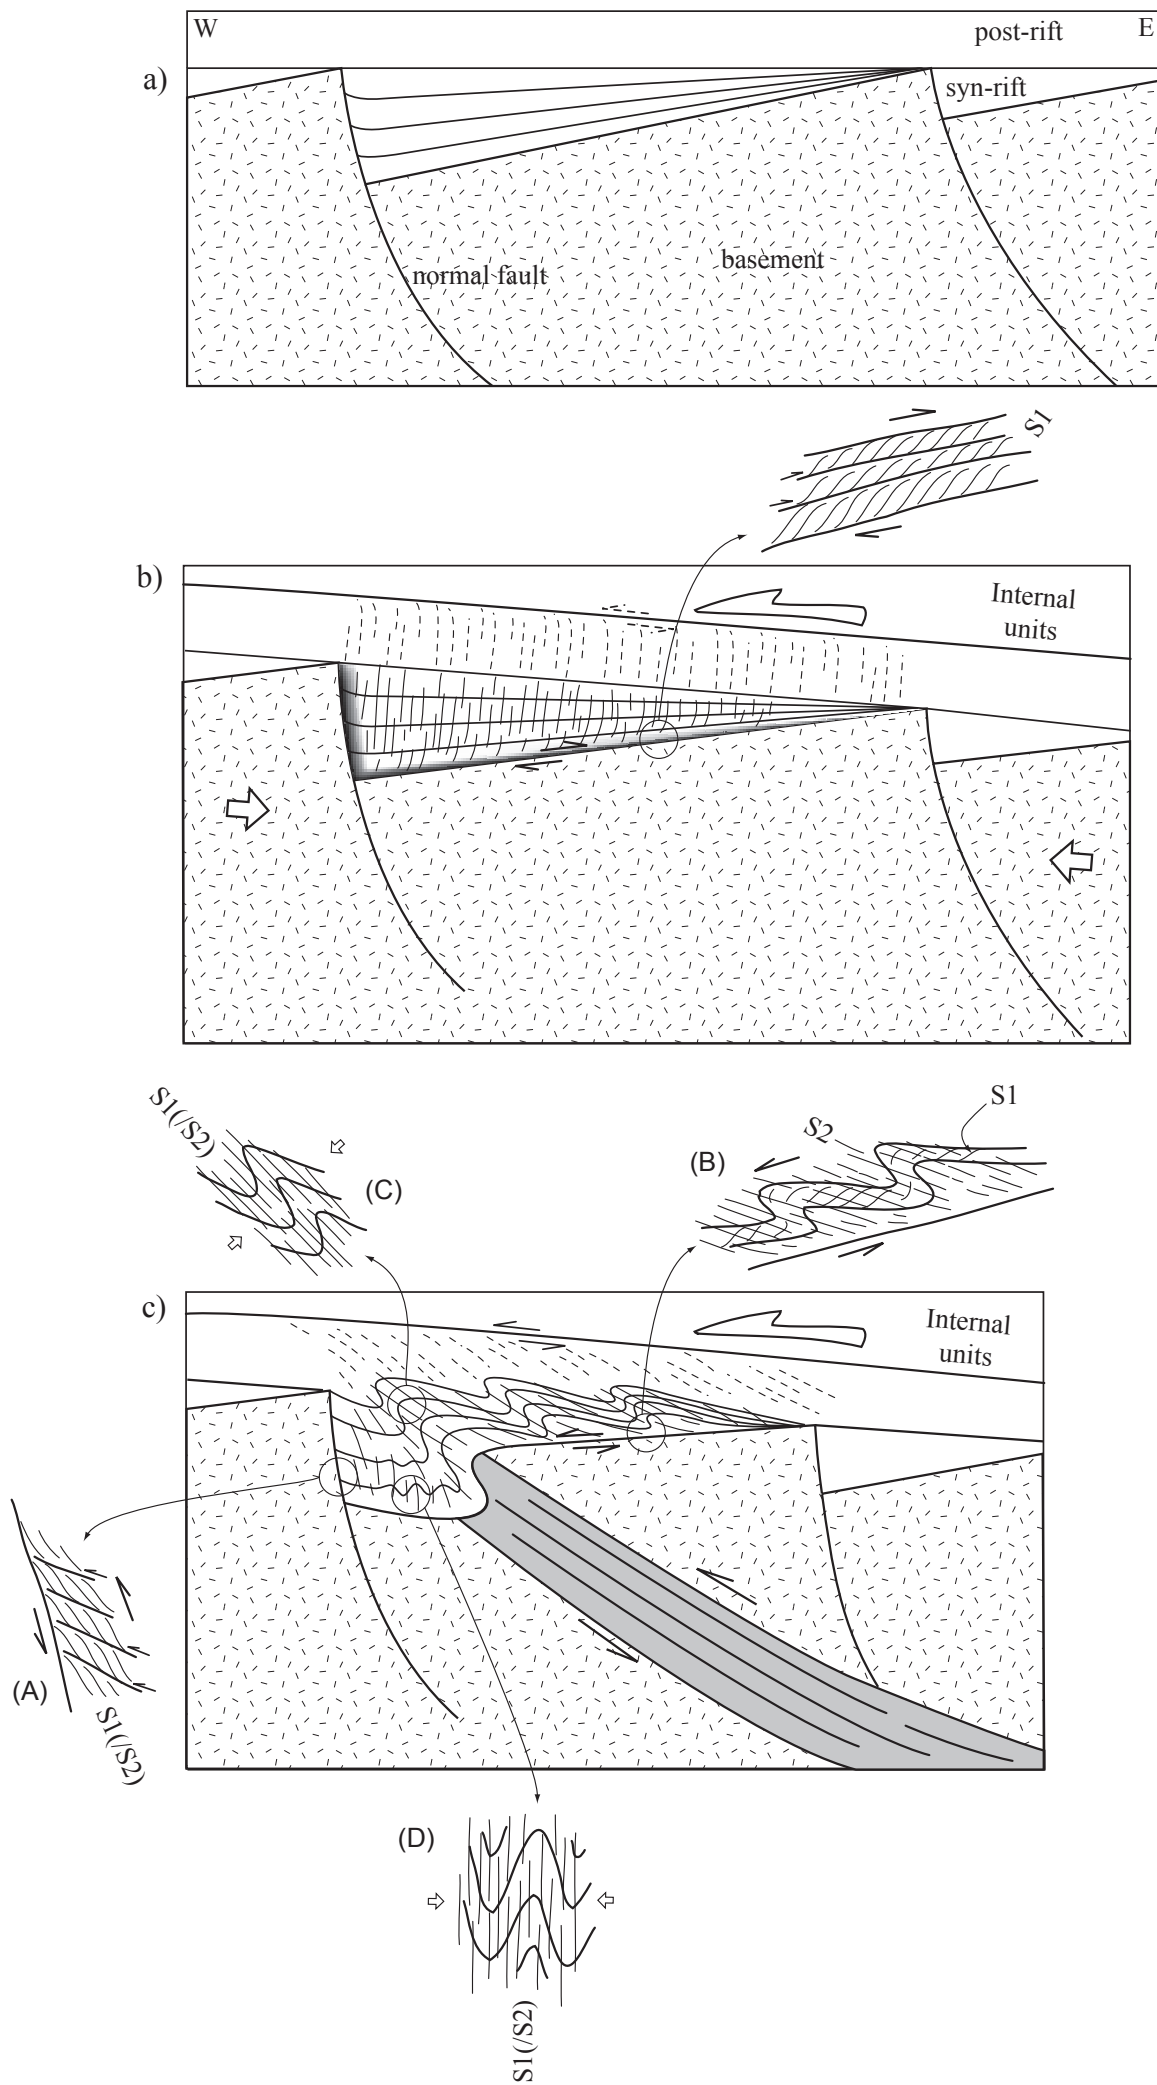 W
post-rift
E
a)
syn-rift
normal fault
basement
S1
b)
Internal
units
S1(/S2)
(C)
(B)
S2
S1
c)
Internal
units
(A)
S1(/S2)
(D)
S1(/S2)